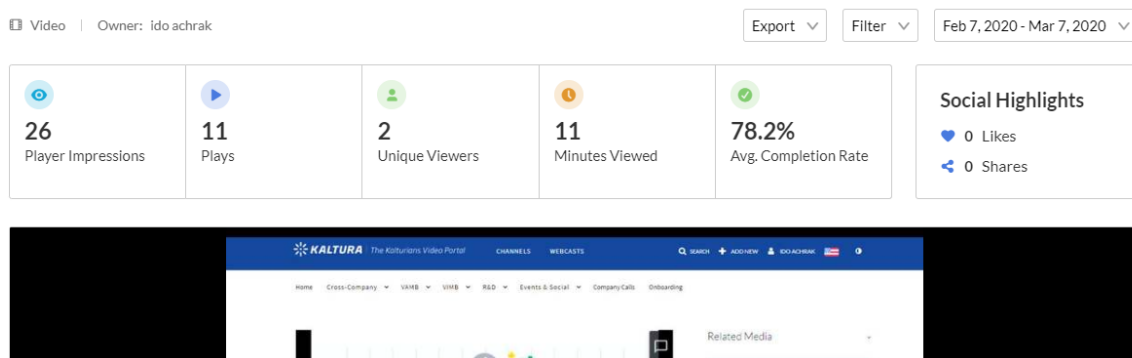 Video | Owner: ido achrak
Export Filter Feb 7, 2020 - Mar 7, 2020
26
Player Impressions
11
Plays
2
Unique Viewers
11
Minutes Viewed
78.2%
Avg. Completion Rate
Social Highlights
0 Likes
0 Shares
KALTURA | The Kalturians Video Portal CHANNELS WEBCASTS SEARCH ADD NEW IDO ACHRAK
Home Cross-Company VAMB VIMB R&D Events & Social Company Calls Onboarding
Related Media